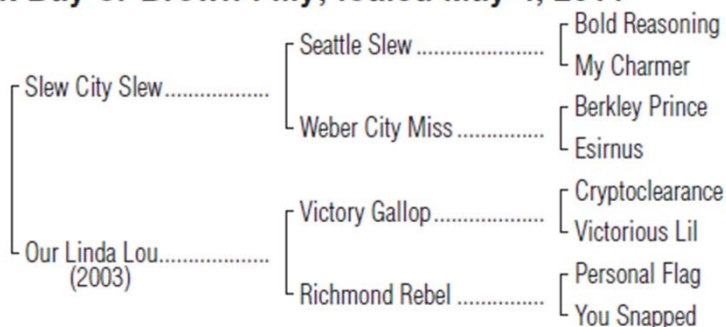 Bay or Brown Filly; foaled May
Bold Reasoning
Seattle Slew
My Charmer
Slew City Slew
Berkley Prince
Weber City Miss
Esirnus
Cryptoclearance
Victory Gallop
Victorious Lil
Our Linda Lou
(2003)
Personal Flag
Richmond Rebel
You Snapped